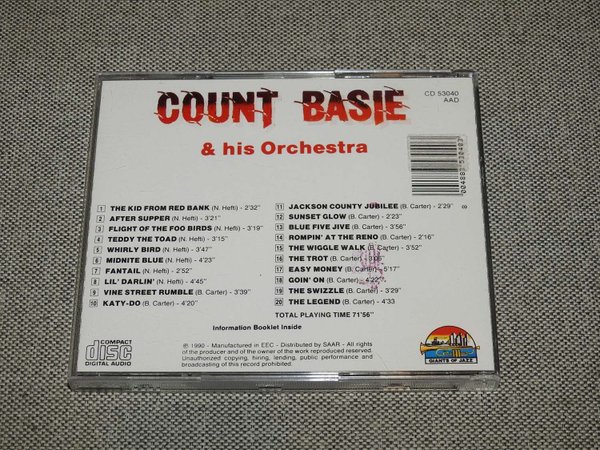 COUNT BASIE
CD 53040
AAD
& his Orchestra
1 THE KID FROM RED BANK (N. Hefti) - 2'32"
2 AFTER SUPPER (N. Hefti) - 3'21"
3 FLIGHT OF THE FOO BIRDS (N. Hefti) - 3'19"
4 TEDDY THE TOAD (N. Hefti) - 3'15"
5 WHIRLY BIRD (N. Hefti) - 3'47"
6 MIDNITE BLUE (N. Hefti) - 4'23"
7 FANTAIL (N. Hefti) - 2'52"
8 LIL' DARLIN' (N. Hefti) - 4'45"
9 VINE STREET RUMBLE (B. Carter) - 3'39"
10 KATY-DO (B. Carter) - 4'20"
11 JACKSON COUNTY JUBILEE (B. Carter) - 2'29"
12 SUNSET GLOW (B. Carter) - 2'23"
13 BLUE FIVE JIVE (B. Carter) - 3'09"
14 ROMPIN' AT THE RENO (B. Carter) - 2'16"
15 THE WIGGLE WALK (B. Carter) - 3'52"
16 THE TROT (B. Carter)
17 EASY MONEY (B. Carter) - 5'17"
18 GOIN' ON (B. Carter) - 4'22"
19 THE SWIZZLE (B. Carter) - 3'29"
20 THE LEGEND (B. Carter) - 4'33
TOTAL PLAYING TIME 71'56"
Information Booklet Inside
COMPACT
disc
DIGITAL AUDIO
℗ 1990 - Manufactured in EEC - Distributed by SAAR - All rights
of the producer and of the owner of the work reproduced reserved.
Unauthorized copying, hiring, lending, public performance and
broadcasting of this record prohibited.
GIANTS OF JAZZ